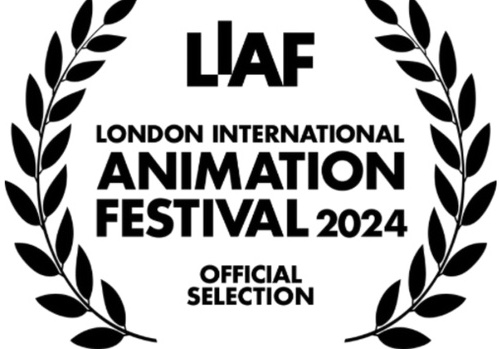 LIAF
LONDON INTERNATIONAL
ANIMATION
FESTIVAL 2024
OFFICIAL
SELECTION